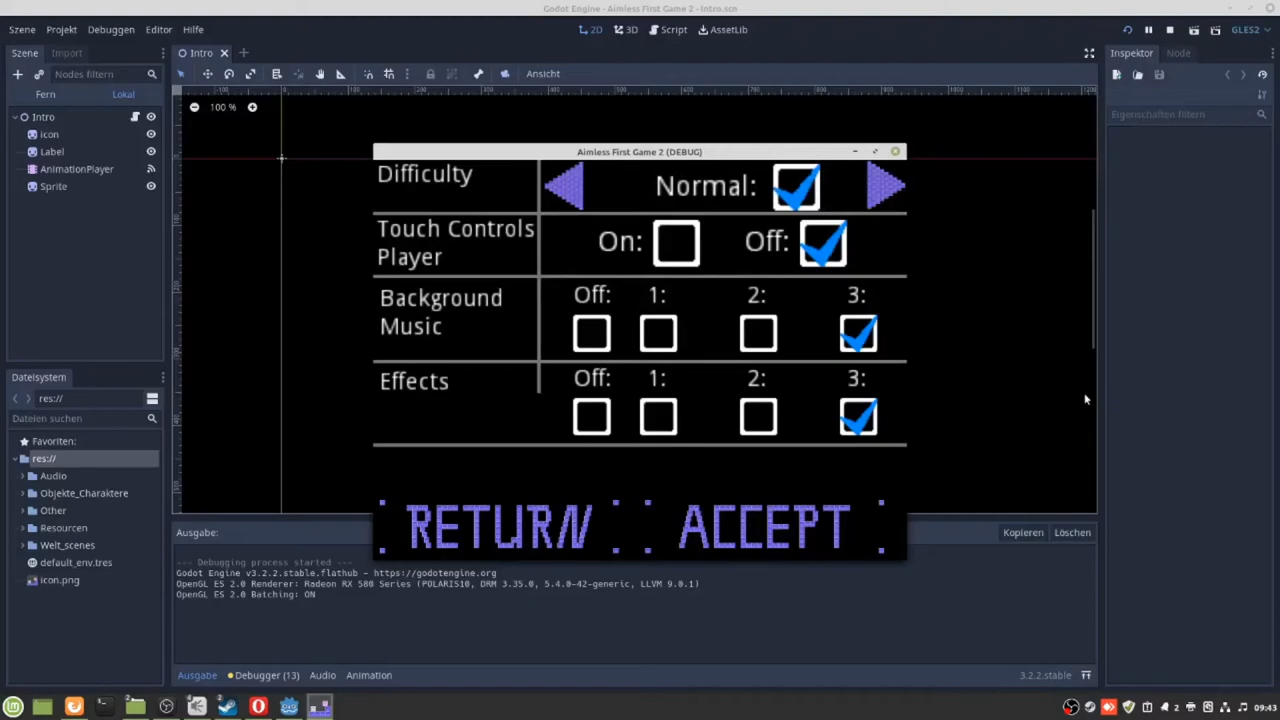 Godot Engine - Aimless First Game 2 - Intro.scn
Szene Projekt Debuggen Editor Hilfe
2D 3D Script AssetLib
GLES2
Szene Import
Intro
Inspektor Node
Nodes filtern
Ansicht
Fern Lokal
100 %
Eigenschaften filtern
Intro
icon
Label
AnimationPlayer
Sprite
Aimless First Game 2 (DEBUG)
Difficulty
Normal:
Touch Controls
Player
On: Off:
Background
Music
Off: 1: 2: 3:
Effects
Off: 1: 2: 3:
RETURN ACCEPT
Dateisystem
res://
Dateien suchen
Favoriten:
res://
Audio
Objekte_Charaktere
Other
Resourcen
Welt_scenes
default_env.tres
icon.png
Ausgabe:
Kopieren Löschen
--- Debugging process started ---
Godot Engine v3.2.2.stable.flathub - https://godotengine.org
OpenGL ES 2.0 Renderer: Radeon RX 580 Series (POLARIS10, DRM 3.35.0, 5.4.0-42-generic, LLVM 9.0.1)
OpenGL ES 2.0 Batching: ON
Ausgabe Debugger (13) Audio Animation
3.2.2.stable
2 09:43